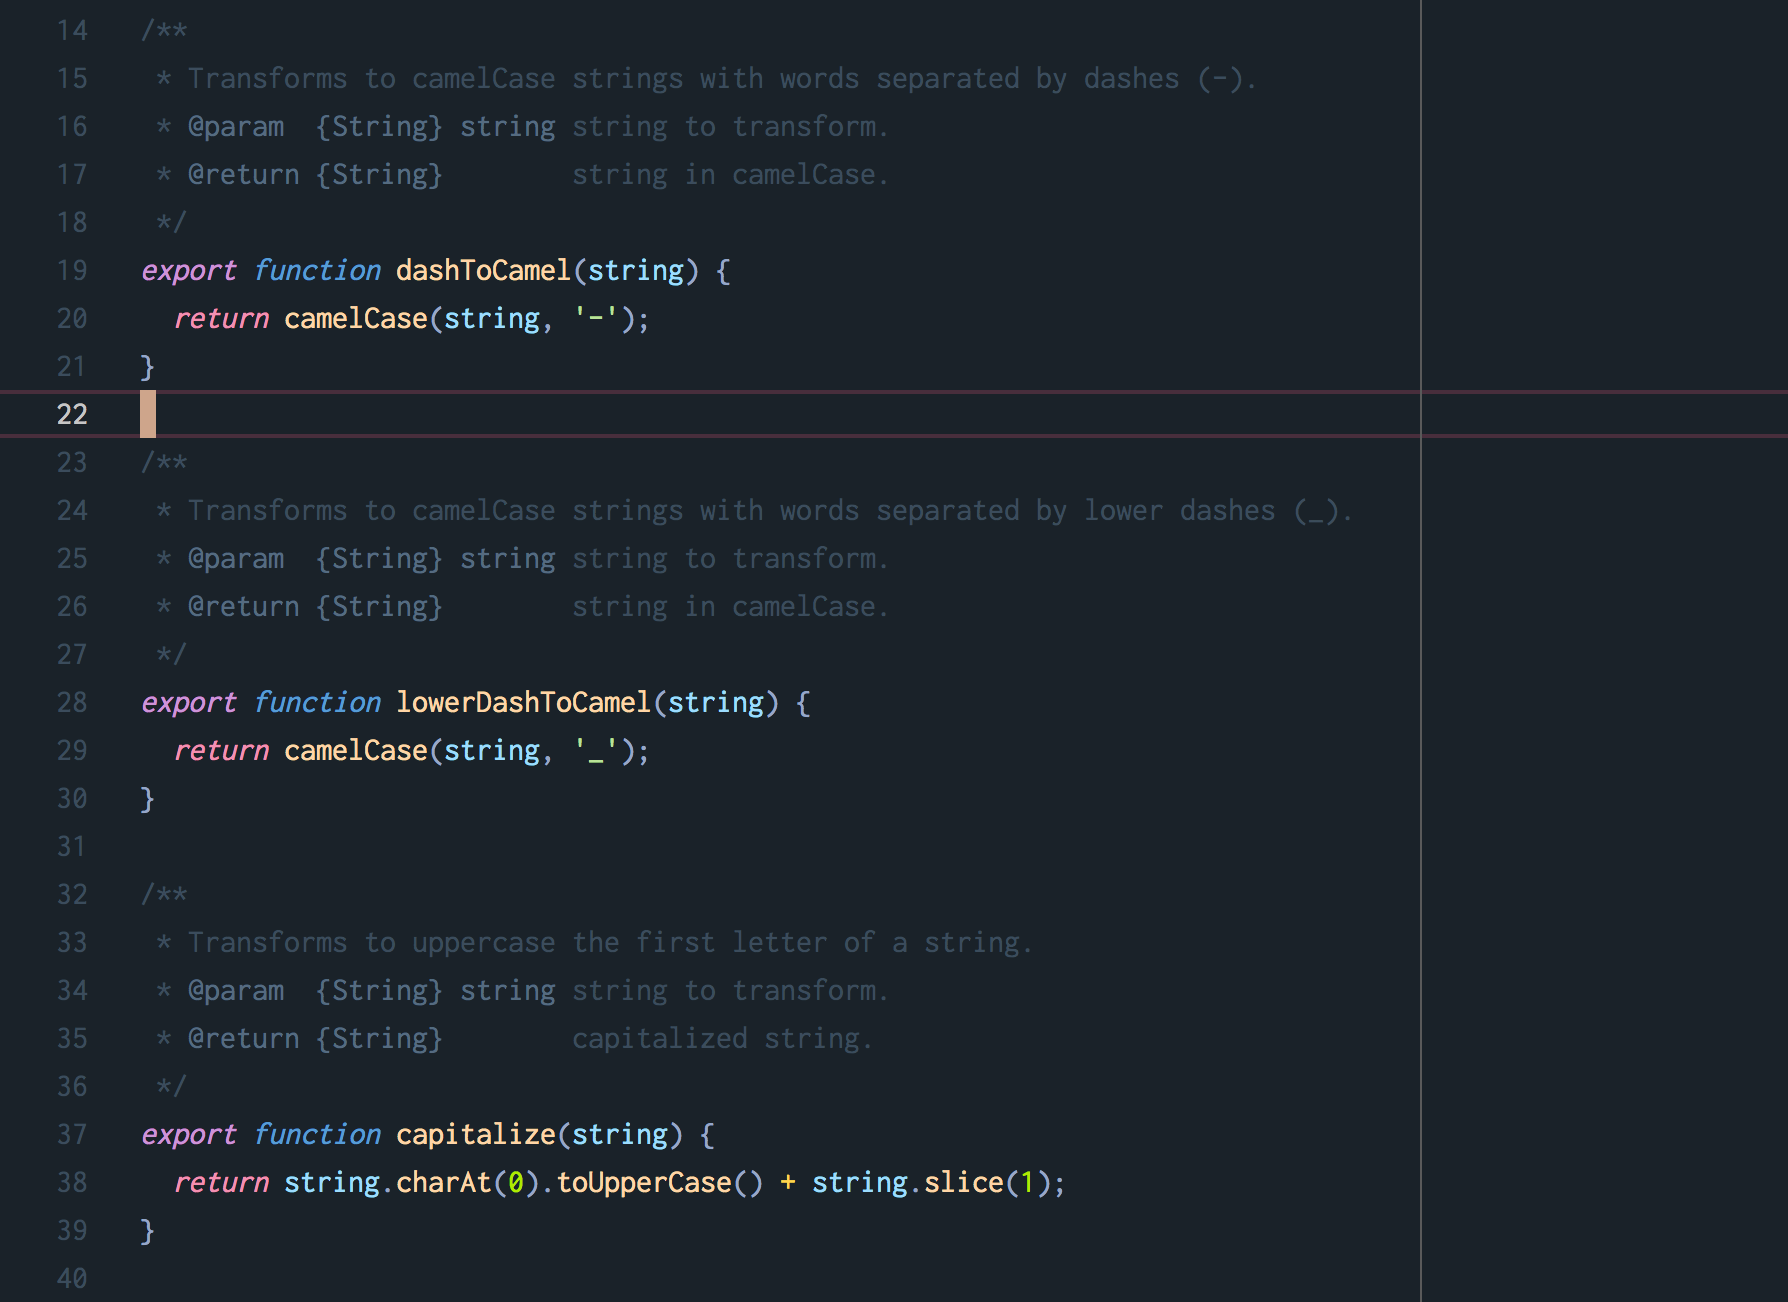 14 /**
15  * Transforms to camelCase strings with words separated by dashes (-).
16  * @param  {String} string string to transform.
17  * @return {String}        string in camelCase.
18  */
19 export function dashToCamel(string) {
20   return camelCase(string, '-');
21 }
22
23 /**
24  * Transforms to camelCase strings with words separated by lower dashes (_).
25  * @param  {String} string string to transform.
26  * @return {String}        string in camelCase.
27  */
28 export function lowerDashToCamel(string) {
29   return camelCase(string, '_');
30 }
31
32 /**
33  * Transforms to uppercase the first letter of a string.
34  * @param  {String} string string to transform.
35  * @return {String}        capitalized string.
36  */
37 export function capitalize(string) {
38   return string.charAt(0).toUpperCase() + string.slice(1);
39 }
40